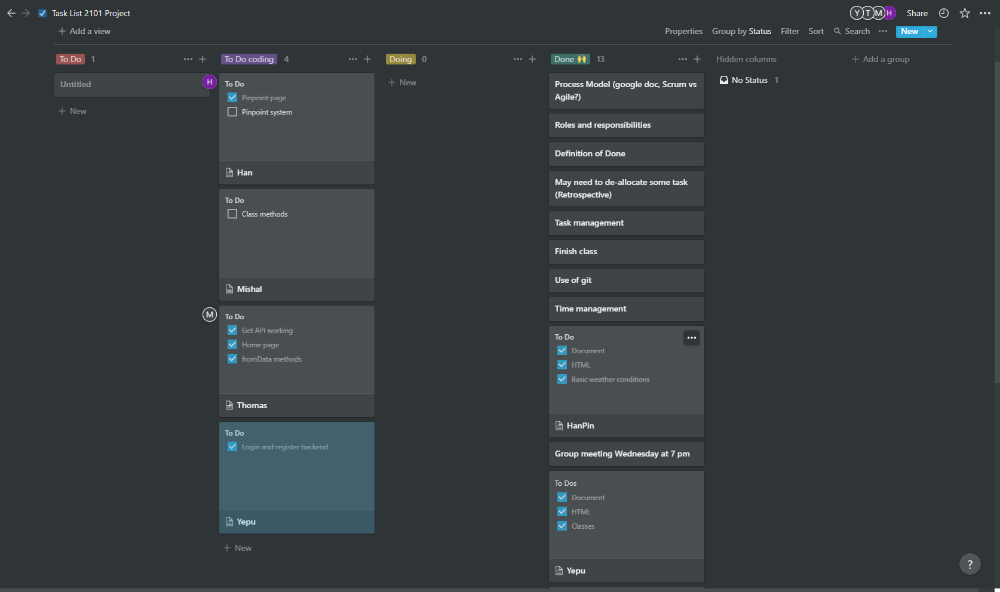 Task List 2101 Project
Y T M H Share
Add a view
Properties Group by Status Filter Sort Search New
To Do 1
Untitled
H
New
To Do coding 4
To Do
Pinpoint page
Pinpoint system
Han
To Do
Class methods
Mishal
M
To Do
Get API working
Home page
fromData methods
Thomas
To Do
Login and register backend
Yepu
New
Doing 0
New
Done 🙌 13
Process Model (google doc, Scrum vs
Agile?)
Roles and responsibilities
Definition of Done
May need to de-allocate some task
(Retrospective)
Task management
Finish class
Use of git
Time management
To Do
Document
HTML
Basic weather conditions
HanPin
Group meeting Wednesday at 7 pm
To Dos
Document
HTML
Classes
Yepu
Hidden columns
No Status 1
Add a group
?